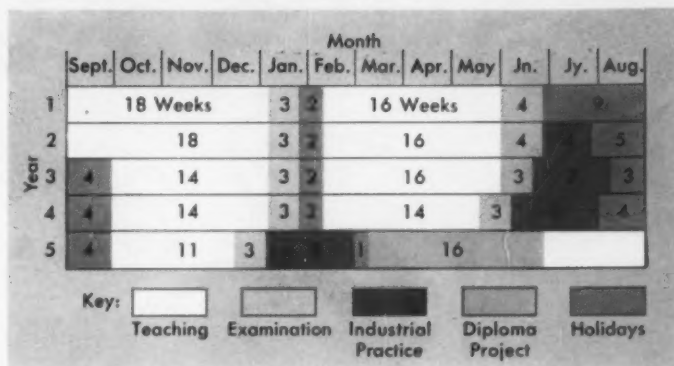 Month
Sept. Oct. Nov. Dec. Jan. Feb. Mar. Apr. May Jn. Jy. Aug.
Year
1 18 Weeks 3 2 16 Weeks 4 9
2 18 3 2 16 4 5
3 4 14 3 2 16 3 7 3
4 4 14 3 2 14 3 4
5 4 11 3 1 16
Key:
Teaching Examination Industrial Practice Diploma Project Holidays